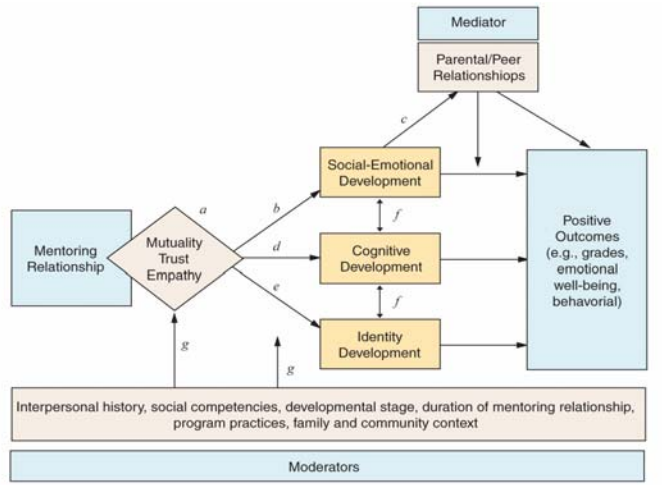 Mediator
Parental/Peer
Relationshiops
c
Social-Emotional
Development
a
b
f
Mentoring
Relationship
Mutuality
Trust
Empathy
d
Cognitive
Development
Positive
Outcomes
(e.g., grades,
emotional
well-being,
behavorial)
e
f
Identity
Development
g
g
Interpersonal history, social competencies, developmental stage, duration of mentoring relationship,
program practices, family and community context
Moderators